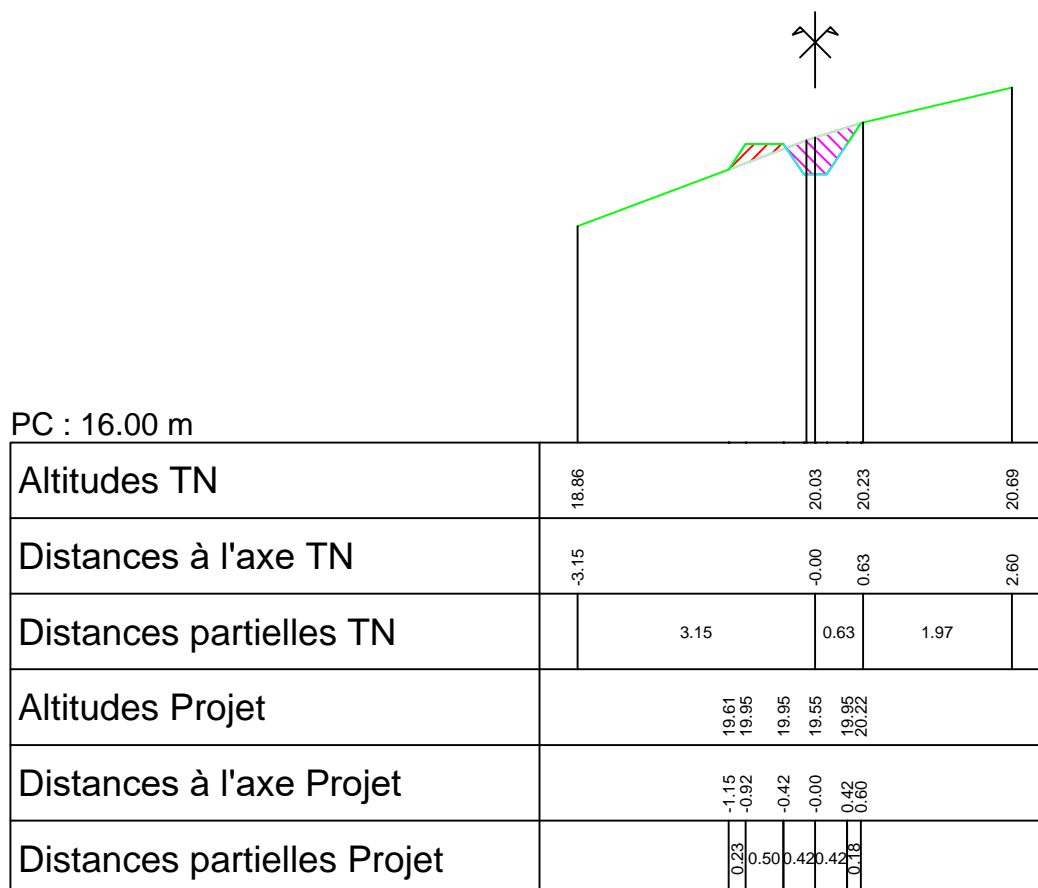 PC : 16.00 m
Altitudes TN 18.86 20.03 20.23 20.69
Distances à l'axe TN -3.15 -0.00 0.63 2.60
Distances partielles TN 3.15 0.63 1.97
Altitudes Projet 19.61 19.95 19.95 19.55 19.95 20.22
Distances à l'axe Projet -1.15 -0.92 -0.42 -0.00 0.42 0.60
Distances partielles Projet 0.23 0.50 0.42 0.42 0.18